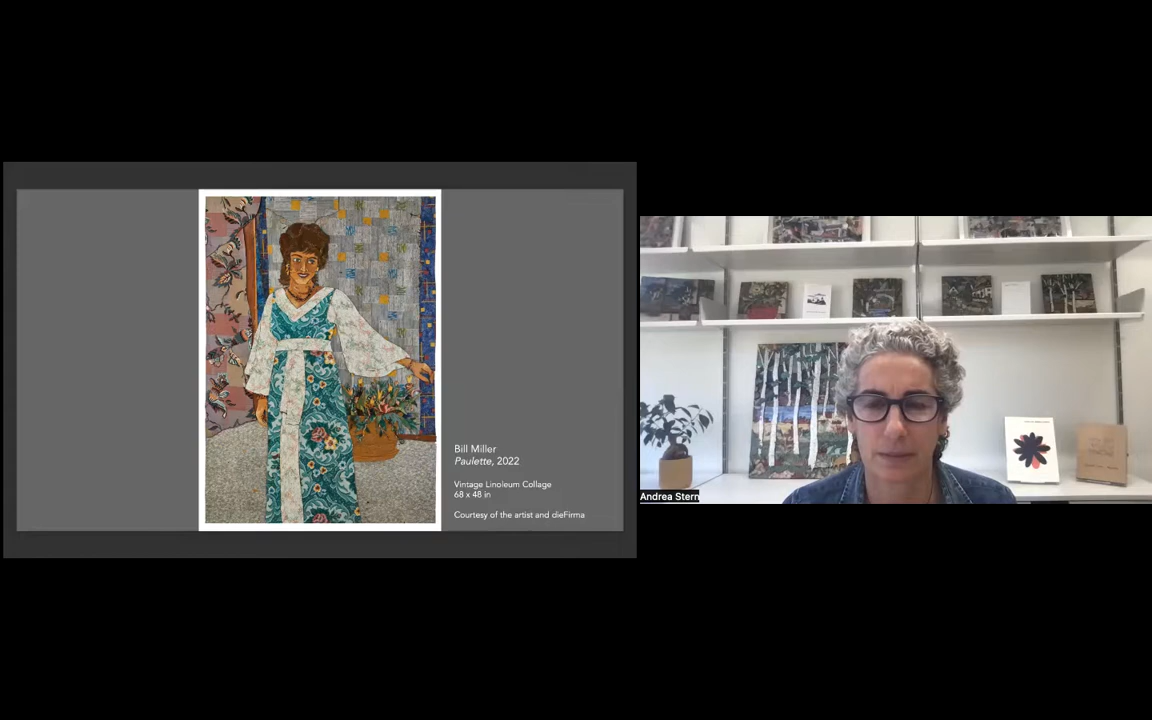 Bill Miller
Paulette, 2022
Vintage Linoleum Collage
68 x 48 in
Courtesy of the artist and dieFirma
Andrea Stern